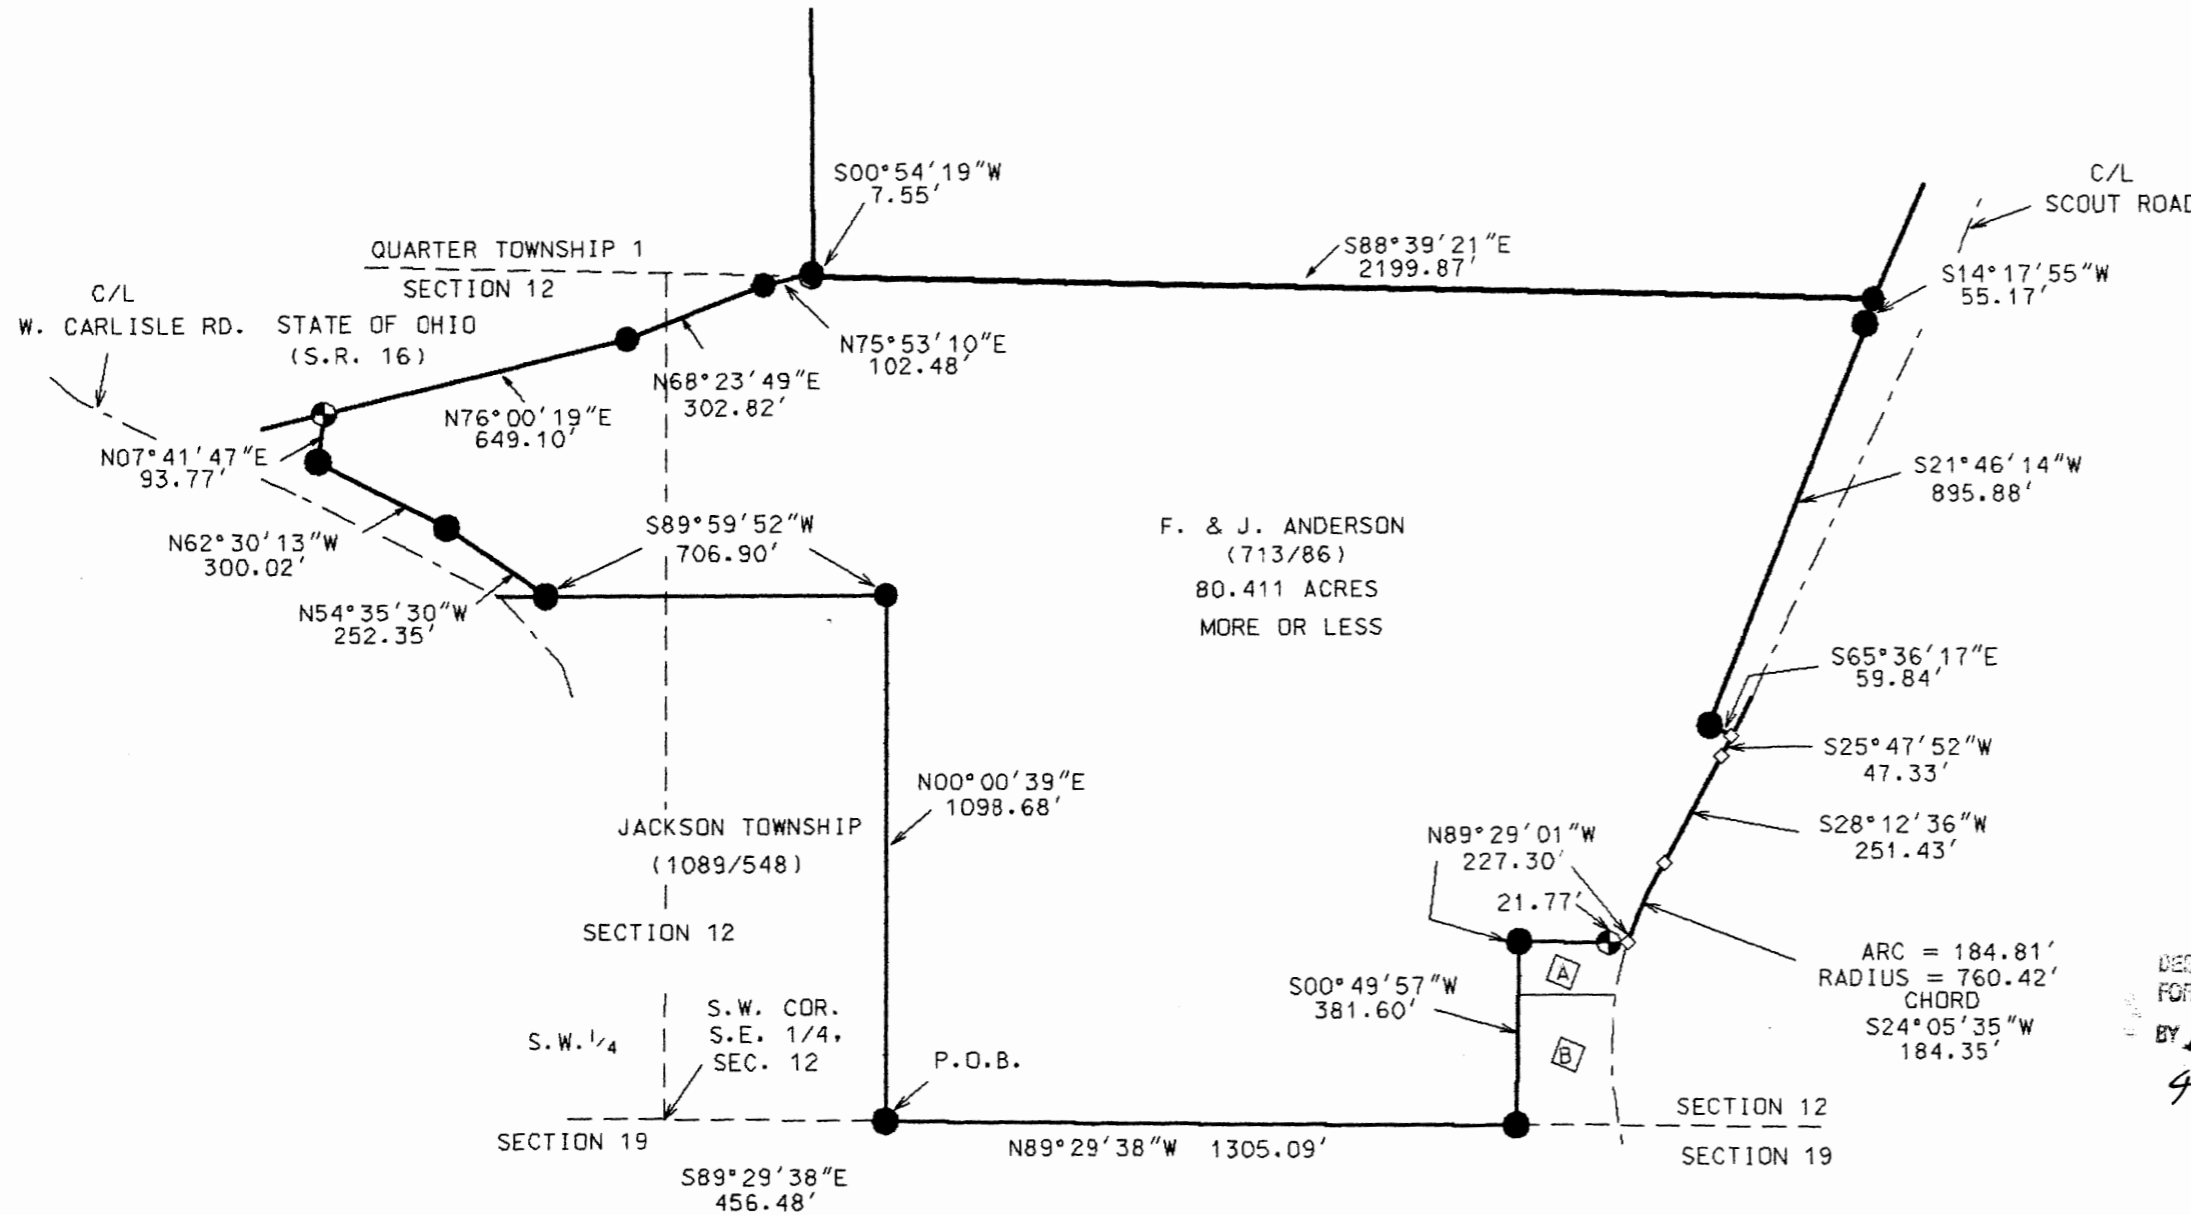 S00°54'19"W
7.55'
C/L
SCOUT ROAD
QUARTER TOWNSHIP 1
SECTION 12
S88°39'21"E
2199.87'
S14°17'55"W
55.17'
C/L
W. CARLISLE RD.
STATE OF OHIO
(S.R. 16)
N75°53'10"E
102.48'
N68°23'49"E
302.82'
N76°00'19"E
649.10'
N07°41'47"E
93.77'
S21°46'14"W
895.88'
N62°30'13"W
300.02'
S89°59'52"W
706.90'
F. & J. ANDERSON
(713/86)
80.411 ACRES
MORE OR LESS
N54°35'30"W
252.35'
S65°36'17"E
59.84'
S25°47'52"W
47.33'
N00°00'39"E
1098.68'
JACKSON TOWNSHIP
(1089/548)
S28°12'36"W
251.43'
N89°29'01"W
227.30'
21.77'
SECTION 12
ARC = 184.81'
RADIUS = 760.42'
CHORD
S24°05'35"W
184.35'
A
S00°49'57"W
381.60'
B
S.W. 1/4
S.W. COR.
S.E. 1/4,
SEC. 12
P.O.B.
FOR
BY
SECTION 12
SECTION 19
N89°29'38"W 1305.09'
SECTION 19
S89°29'38"E
456.48'